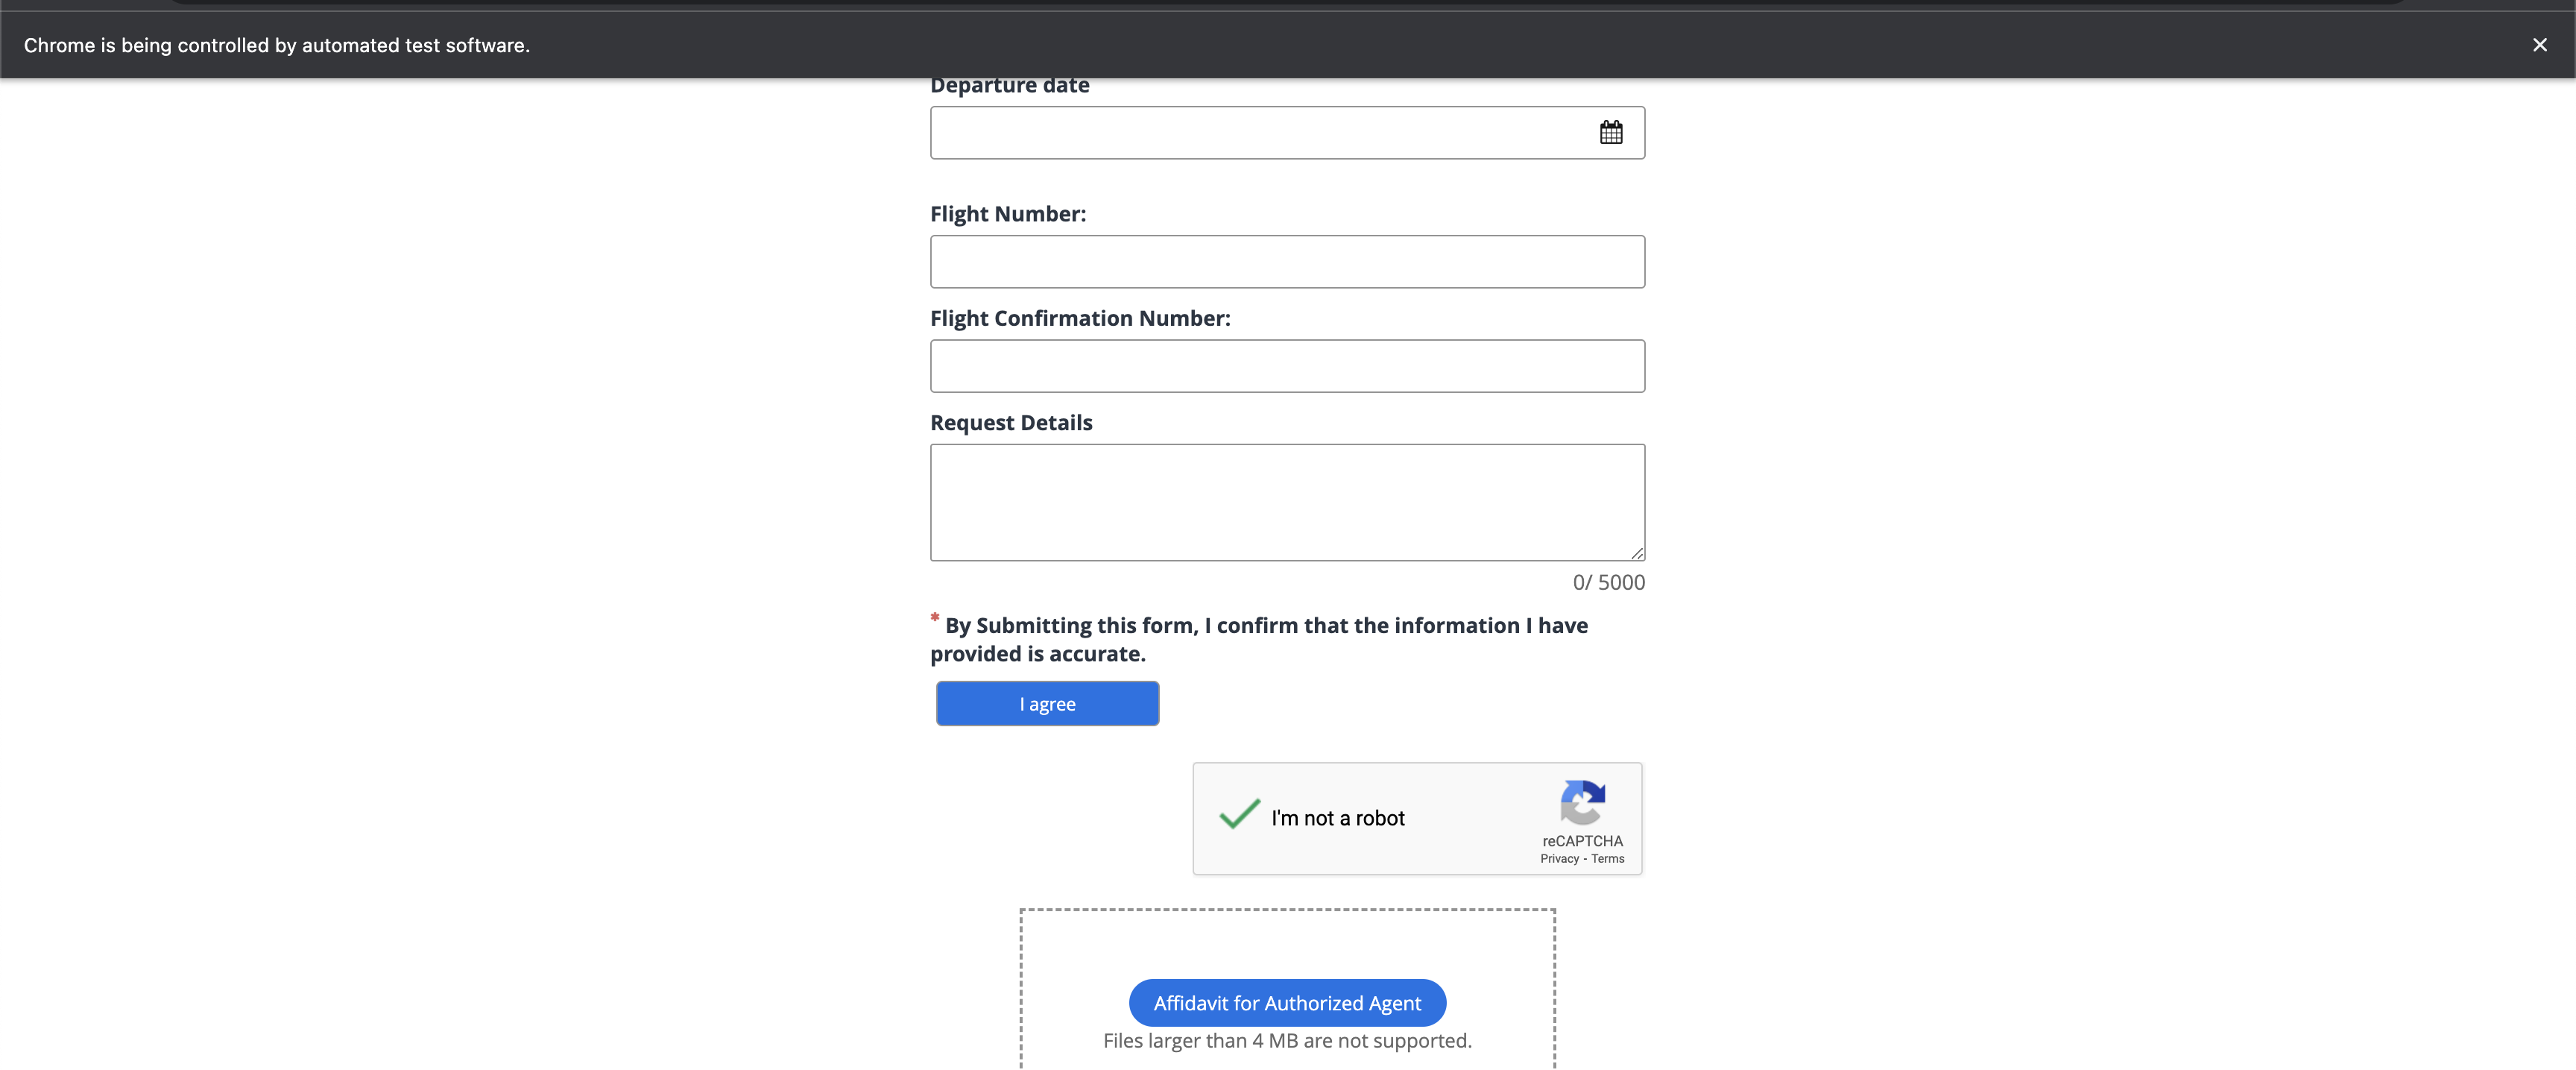 Chrome is being controlled by automated test software.
Departure date
Flight Number:
Flight Confirmation Number:
Request Details
0/ 5000
* By Submitting this form, I confirm that the information I have
provided is accurate.
I agree
I'm not a robot
reCAPTCHA
Privacy - Terms
Affidavit for Authorized Agent
Files larger than 4 MB are not supported.